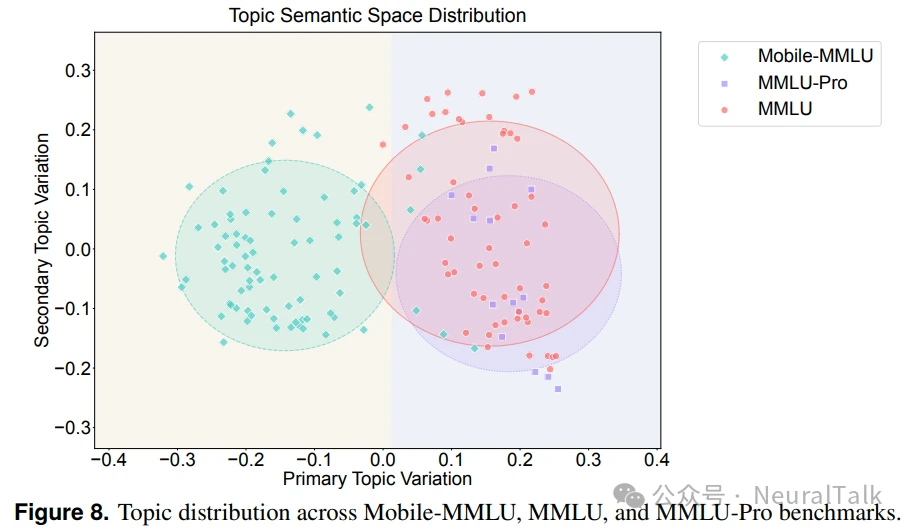 Topic Semantic Space Distribution
Mobile-MMLU
MMLU-Pro
MMLU
Secondary Topic Variation
0.3
0.2
0.1
0.0
−0.1
−0.2
−0.3
−0.4 −0.3 −0.2 −0.1 0.0 0.1 0.2 0.3 0.4
Primary Topic Variation
公众号 · NeuralTalk
Figure 8. Topic distribution across Mobile-MMLU, MMLU, and MMLU-Pro benchmarks.